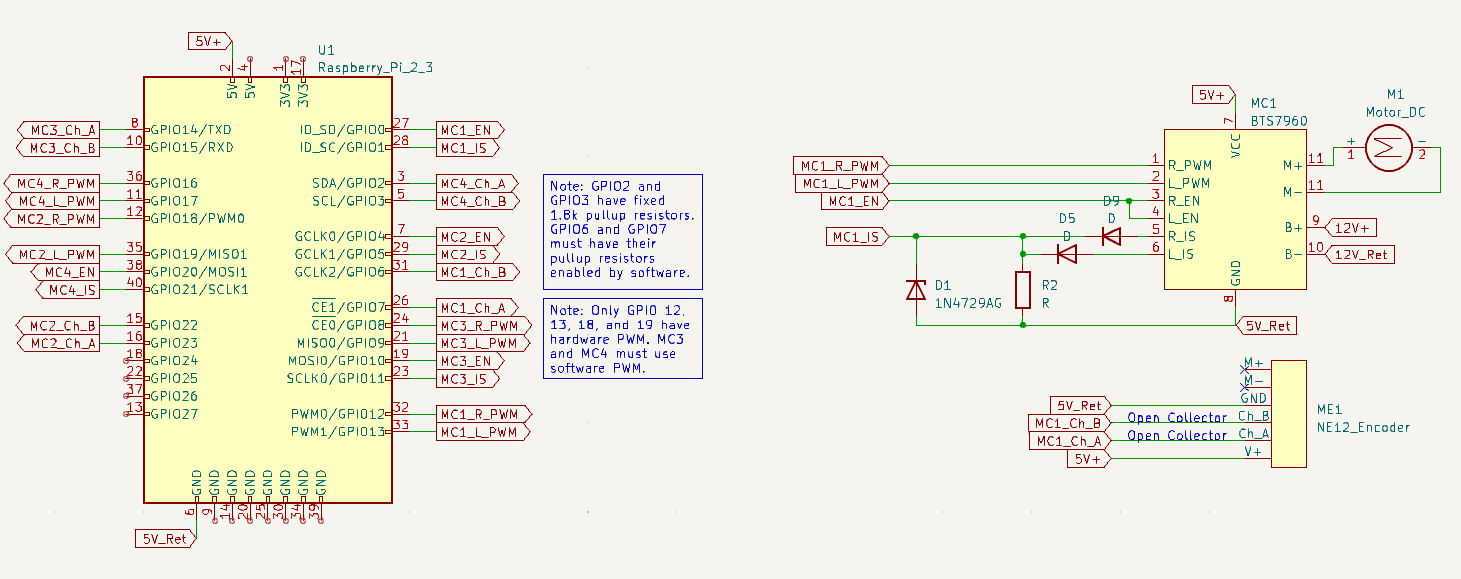 5V+
U1
Raspberry_Pi_2_3
2
4
1
17
5V
5V
3V3
3V3
MC3_Ch_A 8 GPIO14/TXD
MC3_Ch_B 10 GPIO15/RXD
MC4_R_PWM 36 GPIO16
MC4_L_PWM 11 GPIO17
MC2_R_PWM 12 GPIO18/PWM0
MC2_L_PWM 35 GPIO19/MISO1
MC4_EN 38 GPIO20/MOSI1
MC4_IS 40 GPIO21/SCLK1
MC2_Ch_B 15 GPIO22
MC2_Ch_A 16 GPIO23
18 GPIO24
22 GPIO25
37 GPIO26
13 GPIO27
ID_SD/GPIO0 27 MC1_EN
ID_SC/GPIO1 28 MC1_IS
SDA/GPIO2 3 MC4_Ch_A
SCL/GPIO3 5 MC4_Ch_B
GCLK0/GPIO4 7 MC2_EN
GCLK1/GPIO5 29 MC2_IS
GCLK2/GPIO6 31 MC1_Ch_B
CE1/GPIO7 26 MC1_Ch_A
CE0/GPIO8 24 MC3_R_PWM
MISO0/GPIO9 21 MC3_L_PWM
MOSI0/GPIO10 19 MC3_EN
SCLK0/GPIO11 23 MC3_IS
PWM0/GPIO12 32 MC1_R_PWM
PWM1/GPIO13 33 MC1_L_PWM
GND GND GND GND GND GND GND GND
6 9 14 20 25 30 34 39
5V_Ret
Note: GPIO2 and
GPIO3 have fixed
1.8k pullup resistors.
GPIO6 and GPIO7
must have their
pullup resistors
enabled by software.
Note: Only GPIO 12,
13, 18, and 19 have
hardware PWM. MC3
and MC4 must use
software PWM.
5V+
MC1
BTS7960
7
VCC
M1
Motor_DC
+
1
−
2
MC1_R_PWM 1 R_PWM
MC1_L_PWM 2 L_PWM
MC1_EN 3 R_EN
4 L_EN
MC1_IS 5 R_IS
6 L_IS
M+ 11
M- 11
B+ 9 12V+
B- 10 12V_Ret
D9
D
D5
D
D1
1N4729AG
R2
R
GND
8
5V_Ret
M+
M-
5V_Ret GND
MC1_Ch_B Open Collector Ch_B
MC1_Ch_A Open Collector Ch_A
5V+ V+
ME1
NE12_Encoder